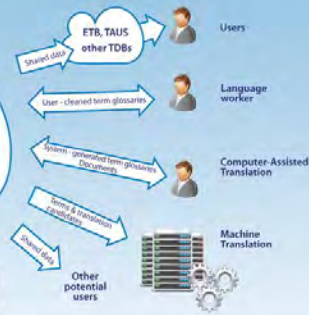 ETB, TAUS
other TDBs
Users
Shared data
User - cleaned term glossaries
Language
worker
System - generated term glossaries
Documents
Computer-Assisted
Translation
Terms & translation
candidates
Machine
Translation
Shared data
Other
potential
users